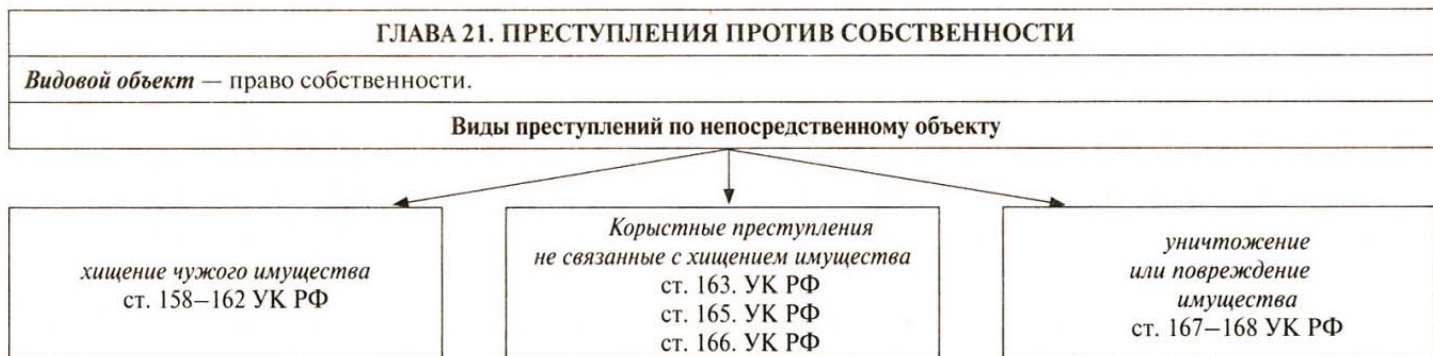 ГЛАВА 21. ПРЕСТУПЛЕНИЯ ПРОТИВ СОБСТВЕННОСТИ
Видовой объект — право собственности.
Виды преступлений по непосредственному объекту
хищение чужого имущества
ст. 158–162 УК РФ
Корыстные преступления
не связанные с хищением имущества
ст. 163. УК РФ
ст. 165. УК РФ
ст. 166. УК РФ
уничтожение
или повреждение
имущества
ст. 167–168 УК РФ